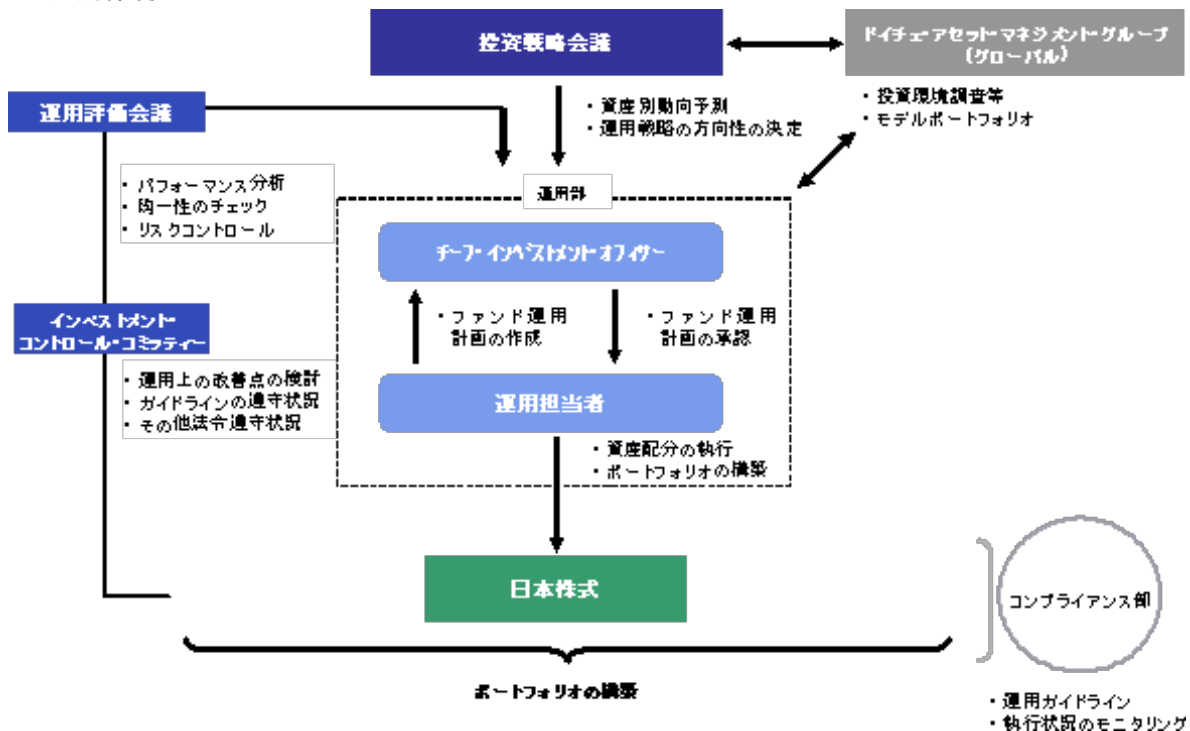 投資戦略会議
ドイチェ・アセット・マネジメント・グループ
(グローバル)
運用評価会議
・資産別動向予測
・運用戦略の方向性の決定
・投資環境調査等
・モデルポートフォリオ
・パフォーマンス分析
・均一性のチェック
・リスクコントロール
運用部
チーフ・インベストメント・オフィサー
インベストメント・
コントロール・コミッティー
・ファンド運用
計画の作成
・ファンド運用
計画の承認
・運用上の改善点の検討
・ガイドラインの遵守状況
・その他法令遵守状況
運用担当者
・資産配分の執行
・ポートフォリオの構築
日本株式
コンプライアンス部
ポートフォリオの構築
・運用ガイドライン
・執行状況のモニタリング